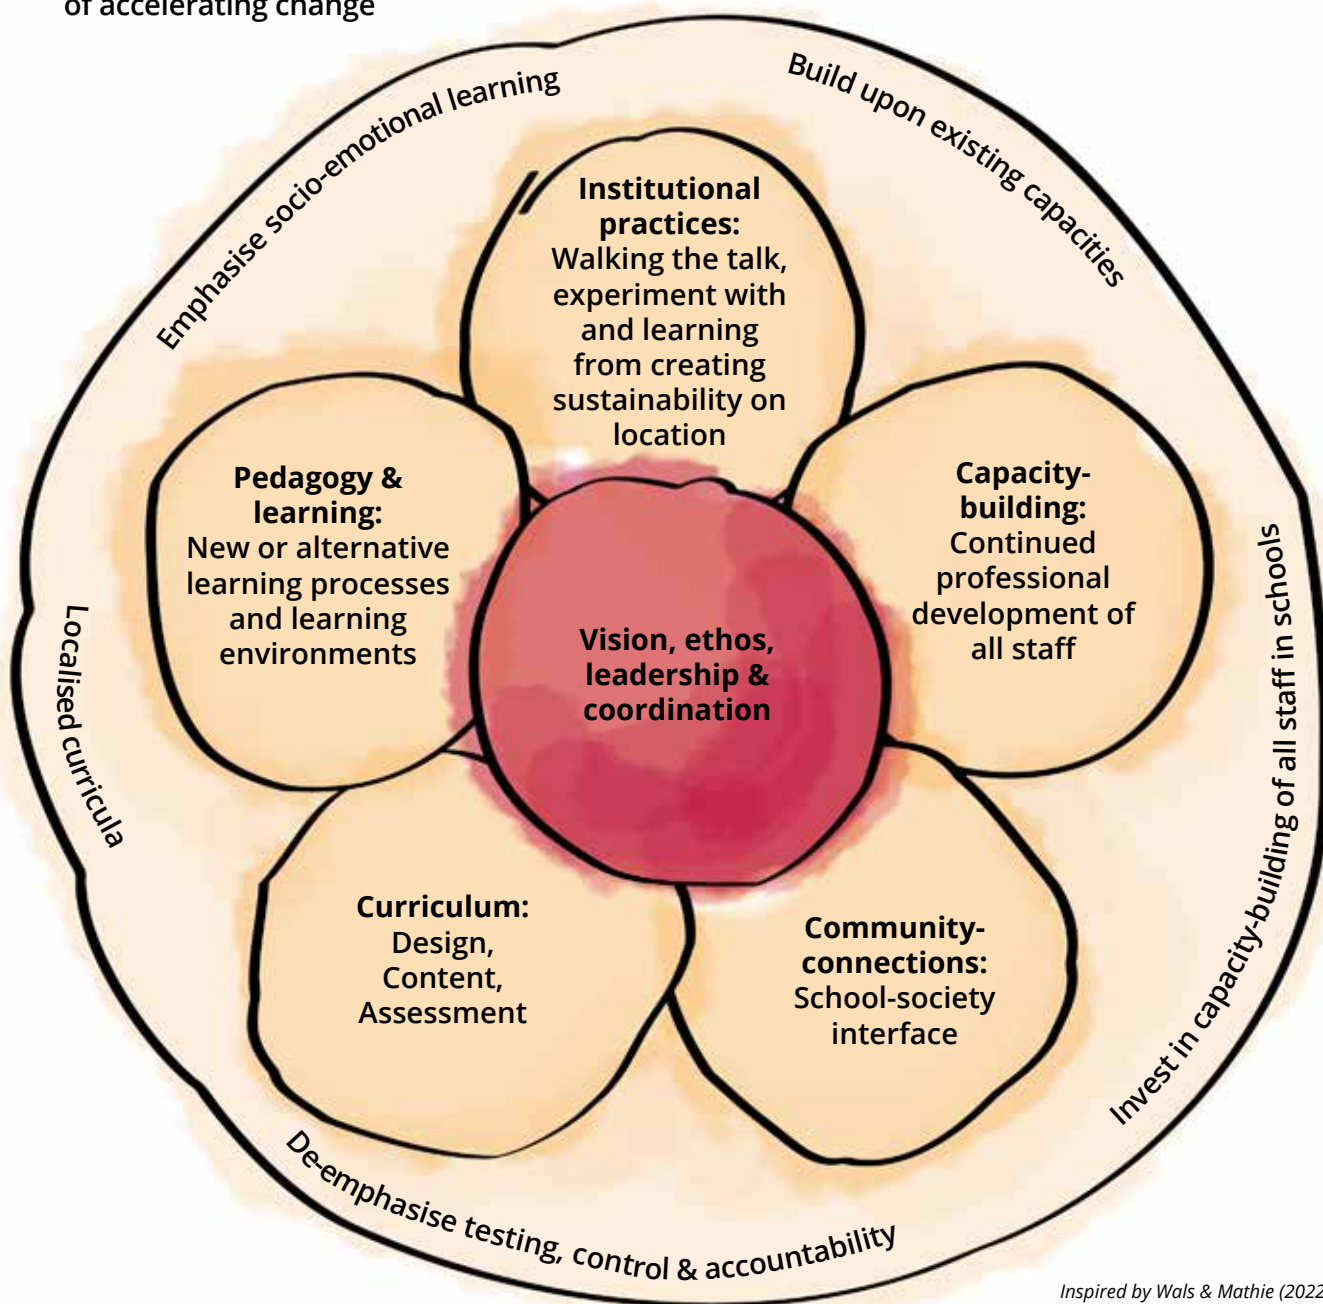 of accelerating change
Emphasise socio-emotional learning
Build upon existing capacities
Institutional
practices:
Walking the talk,
experiment with
and learning
from creating
sustainability on
location
Pedagogy &
learning:
New or alternative
learning processes
and learning
environments
Capacity-
building:
Continued
professional
development of
all staff
Vision, ethos,
leadership &
coordination
Localised curricula
Invest in capacity-building of all staff in schools
Curriculum:
Design,
Content,
Assessment
Community-
connections:
School-society
interface
De-emphasise testing, control & accountability
Inspired by Wals & Mathie (2022